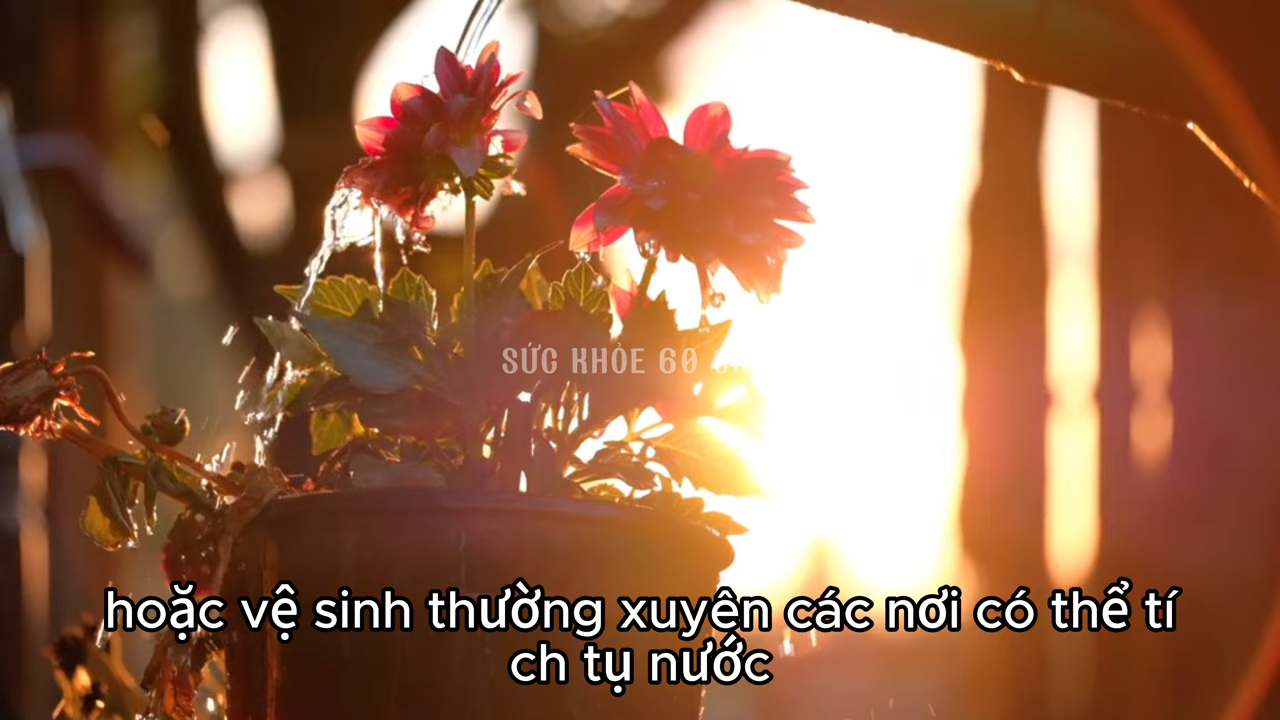 SỨC KHỎE 60
hoặc vệ sinh thường xuyên các nơi có thể tí
ch tụ nước